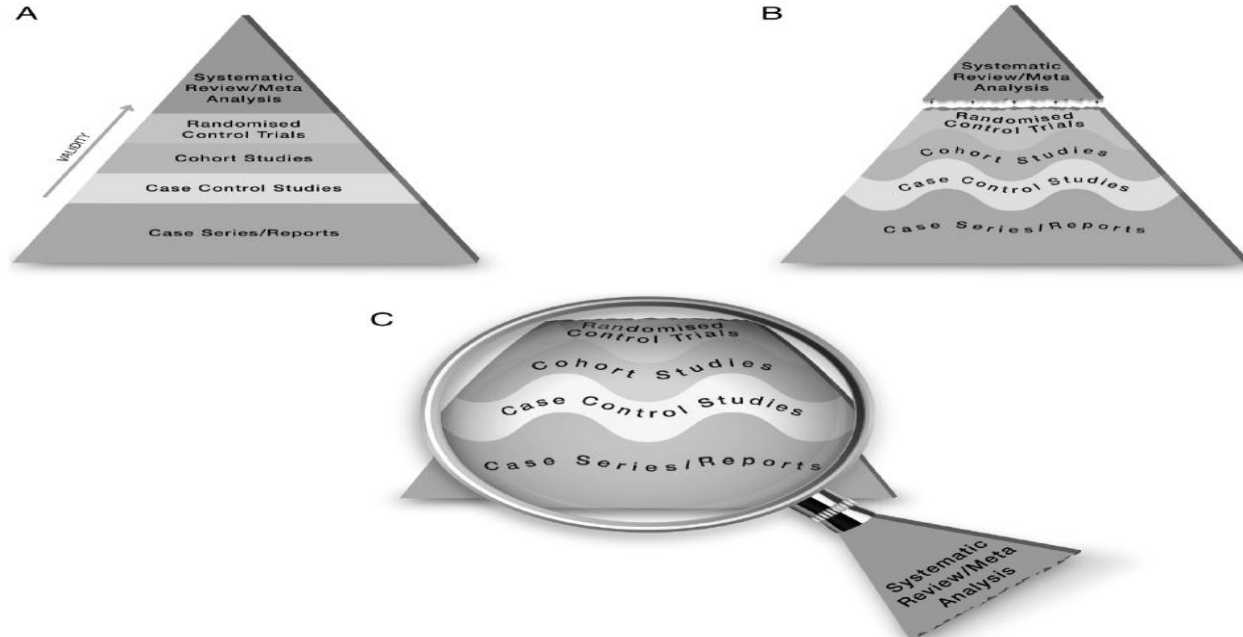 A
Systematic
Review/Meta
Analysis
Randomised
Control Trials
Cohort Studies
Case Control Studies
Case Series/Reports
VALIDITY
B
Systematic
Review/Meta
Analysis
Randomised
Control Trials
Cohort Studies
Case Control Studies
Case Series/Reports
C
Randomised
Control Trials
Cohort Studies
Case Control Studies
Case Series/Reports
Systematic
Review/Meta
Analysis